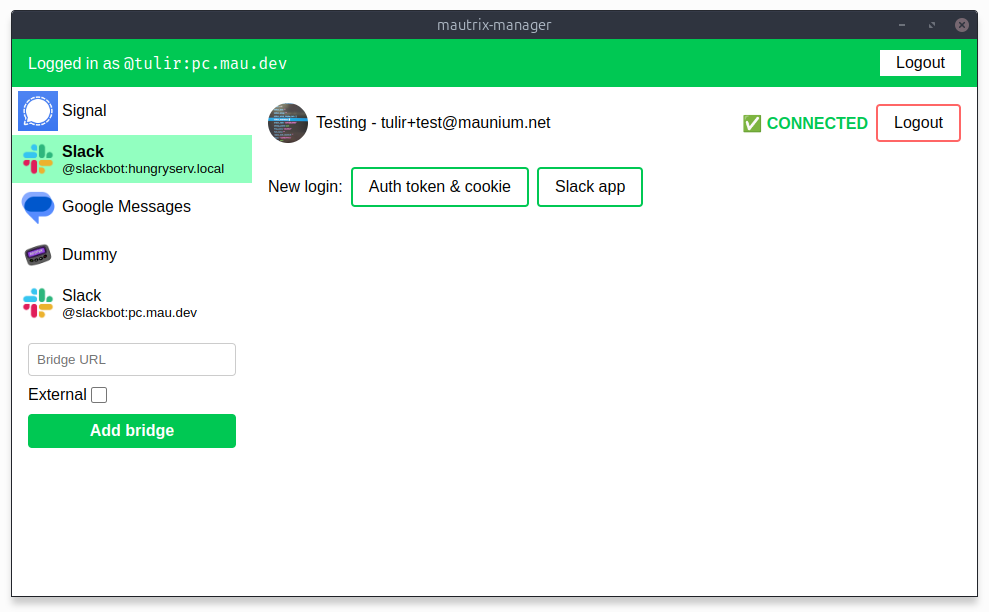 mautrix-manager
Logged in as @tulir:pc.mau.dev
Logout
Signal
Slack
@slackbot:hungryserv.local
Google Messages
Dummy
Slack
@slackbot:pc.mau.dev
Bridge URL
External
Add bridge
Testing - tulir+test@maunium.net
✅ CONNECTED
Logout
New login:
Auth token & cookie
Slack app